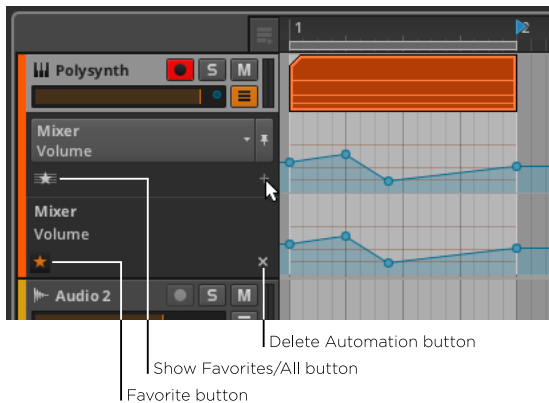 1
2
Polysynth
S
M
Mixer
Volume
Mixer
Volume
Audio 2
S
M
Delete Automation button
Show Favorites/All button
Favorite button